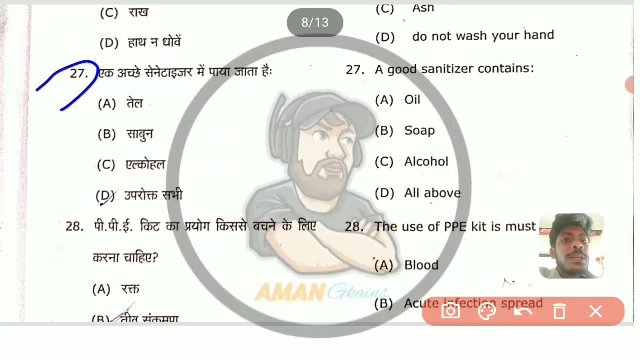 8/13
(C) राख
(D) हाथ न धोवें
27. एक अच्छे सेनेटाइजर में पाया जाता हैः
(A) तेल
(B) साबुन
(C) एल्कोहल
(D) उपरोक्त सभी
28. पी.पी.ई. किट का प्रयोग किससे बचने के लिए
करना चाहिए?
(A) रक्त
(B) तीव्र संक्रमण
(C) Ash
(D) do not wash your hand
27. A good sanitizer contains:
(A) Oil
(B) Soap
(C) Alcohol
(D) All above
28. The use of PPE kit is must
(A) Blood
(B) Acute infection spread
AMAN Gkains